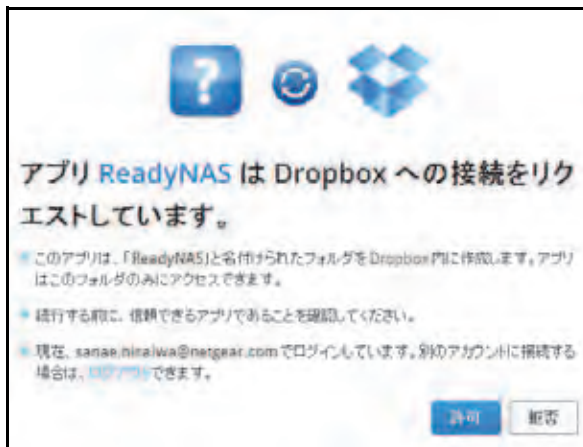 ?
アプリ ReadyNAS は Dropbox への接続をリク
エストしています。
このアプリは、「ReadyNAS」と名付けられたフォルダをDropbox内に作成します。アプリ
はこのフォルダのみにアクセスできます。
続行する前に、信頼できるアプリであることを確認してください。
現在、sanae.hiraiwa@netgear.comでログインしています。別のアカウントに接続する
場合は、ログアウトできます。
許可 拒否